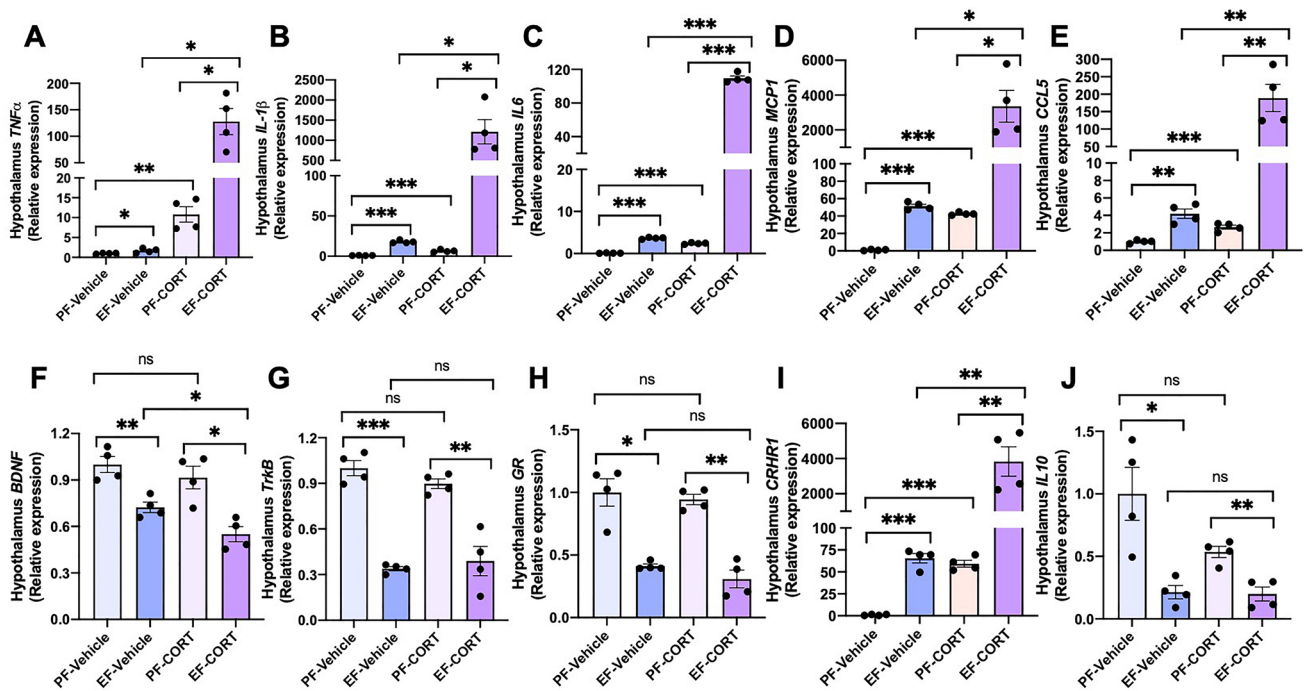 A
Hypothalamus TNFα
(Relative expression)
200
150
100
50
20
15
10
5
0
*
**
*
*
PF-Vehicle
EF-Vehicle
PF-CORT
EF-CORT
B
Hypothalamus IL-1β
(Relative expression)
2500
2000
1500
1000
500
100
50
0
***
***
*
*
PF-Vehicle
EF-Vehicle
PF-CORT
EF-CORT
C
Hypothalamus IL6
(Relative expression)
120
100
80
60
40
20
20
10
0
***
***
***
***
PF-Vehicle
EF-Vehicle
PF-CORT
EF-CORT
D
Hypothalamus MCP1
(Relative expression)
6000
4000
2000
100
80
60
40
20
0
***
***
*
*
PF-Vehicle
EF-Vehicle
PF-CORT
EF-CORT
E
Hypothalamus CCL5
(Relative expression)
300
250
200
150
100
50
6
4
2
0
**
***
**
**
PF-Vehicle
EF-Vehicle
PF-CORT
EF-CORT
F
Hypothalamus BDNF
(Relative expression)
1.2
0.9
0.6
0.3
0.0
ns
*
**
*
PF-Vehicle
EF-Vehicle
PF-CORT
EF-CORT
G
Hypothalamus TrkB
(Relative expression)
1.2
0.9
0.6
0.3
0.0
ns
ns
***
**
PF-Vehicle
EF-Vehicle
PF-CORT
EF-CORT
H
Hypothalamus GR
(Relative expression)
1.5
1.0
0.5
0.0
ns
ns
*
**
PF-Vehicle
EF-Vehicle
PF-CORT
EF-CORT
I
Hypothalamus CRHR1
(Relative expression)
6000
4000
2000
100
75
50
25
0
**
**
***
***
PF-Vehicle
EF-Vehicle
PF-CORT
EF-CORT
J
Hypothalamus IL10
(Relative expression)
1.5
1.0
0.5
0.0
ns
*
ns
**
PF-Vehicle
EF-Vehicle
PF-CORT
EF-CORT